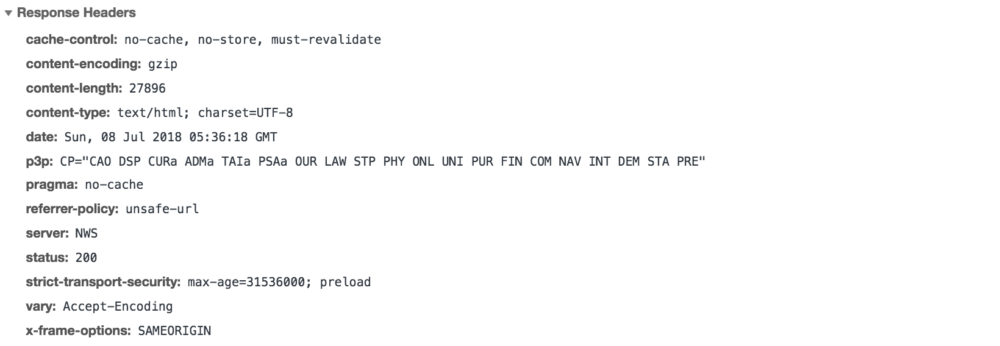 Response Headers
cache-control: no-cache, no-store, must-revalidate
content-encoding: gzip
content-length: 27896
content-type: text/html; charset=UTF-8
date: Sun, 08 Jul 2018 05:36:18 GMT
p3p: CP="CAO DSP CURa ADMa TAIa PSAa OUR LAW STP PHY ONL UNI PUR FIN COM NAV INT DEM STA PRE"
pragma: no-cache
referrer-policy: unsafe-url
server: NWS
status: 200
strict-transport-security: max-age=31536000; preload
vary: Accept-Encoding
x-frame-options: SAMEORIGIN